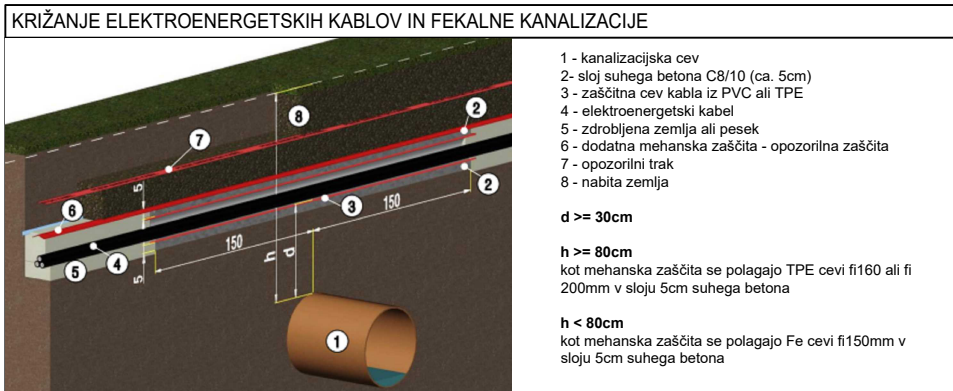 KRIŽANJE ELEKTROENERGETSKIH KABLOV IN FEKALNE KANALIZACIJE
1 - kanalizacijska cev
2- sloj suhega betona C8/10 (ca. 5cm)
3 - zaščitna cev kabla iz PVC ali TPE
4 - elektroenergetski kabel
5 - zdrobljena zemlja ali pesek
6 - dodatna mehanska zaščita - opozorilna zaščita
7 - opozorilni trak
8 - nabita zemlja
d >= 30cm
h >= 80cm
kot mehanska zaščita se polagajo TPE cevi fi160 ali fi
200mm v sloju 5cm suhega betona
h < 80cm
kot mehanska zaščita se polagajo Fe cevi fi150mm v
sloju 5cm suhega betona
8
2
7
5
2
6
3
150
150
4
h
d
5
5
1